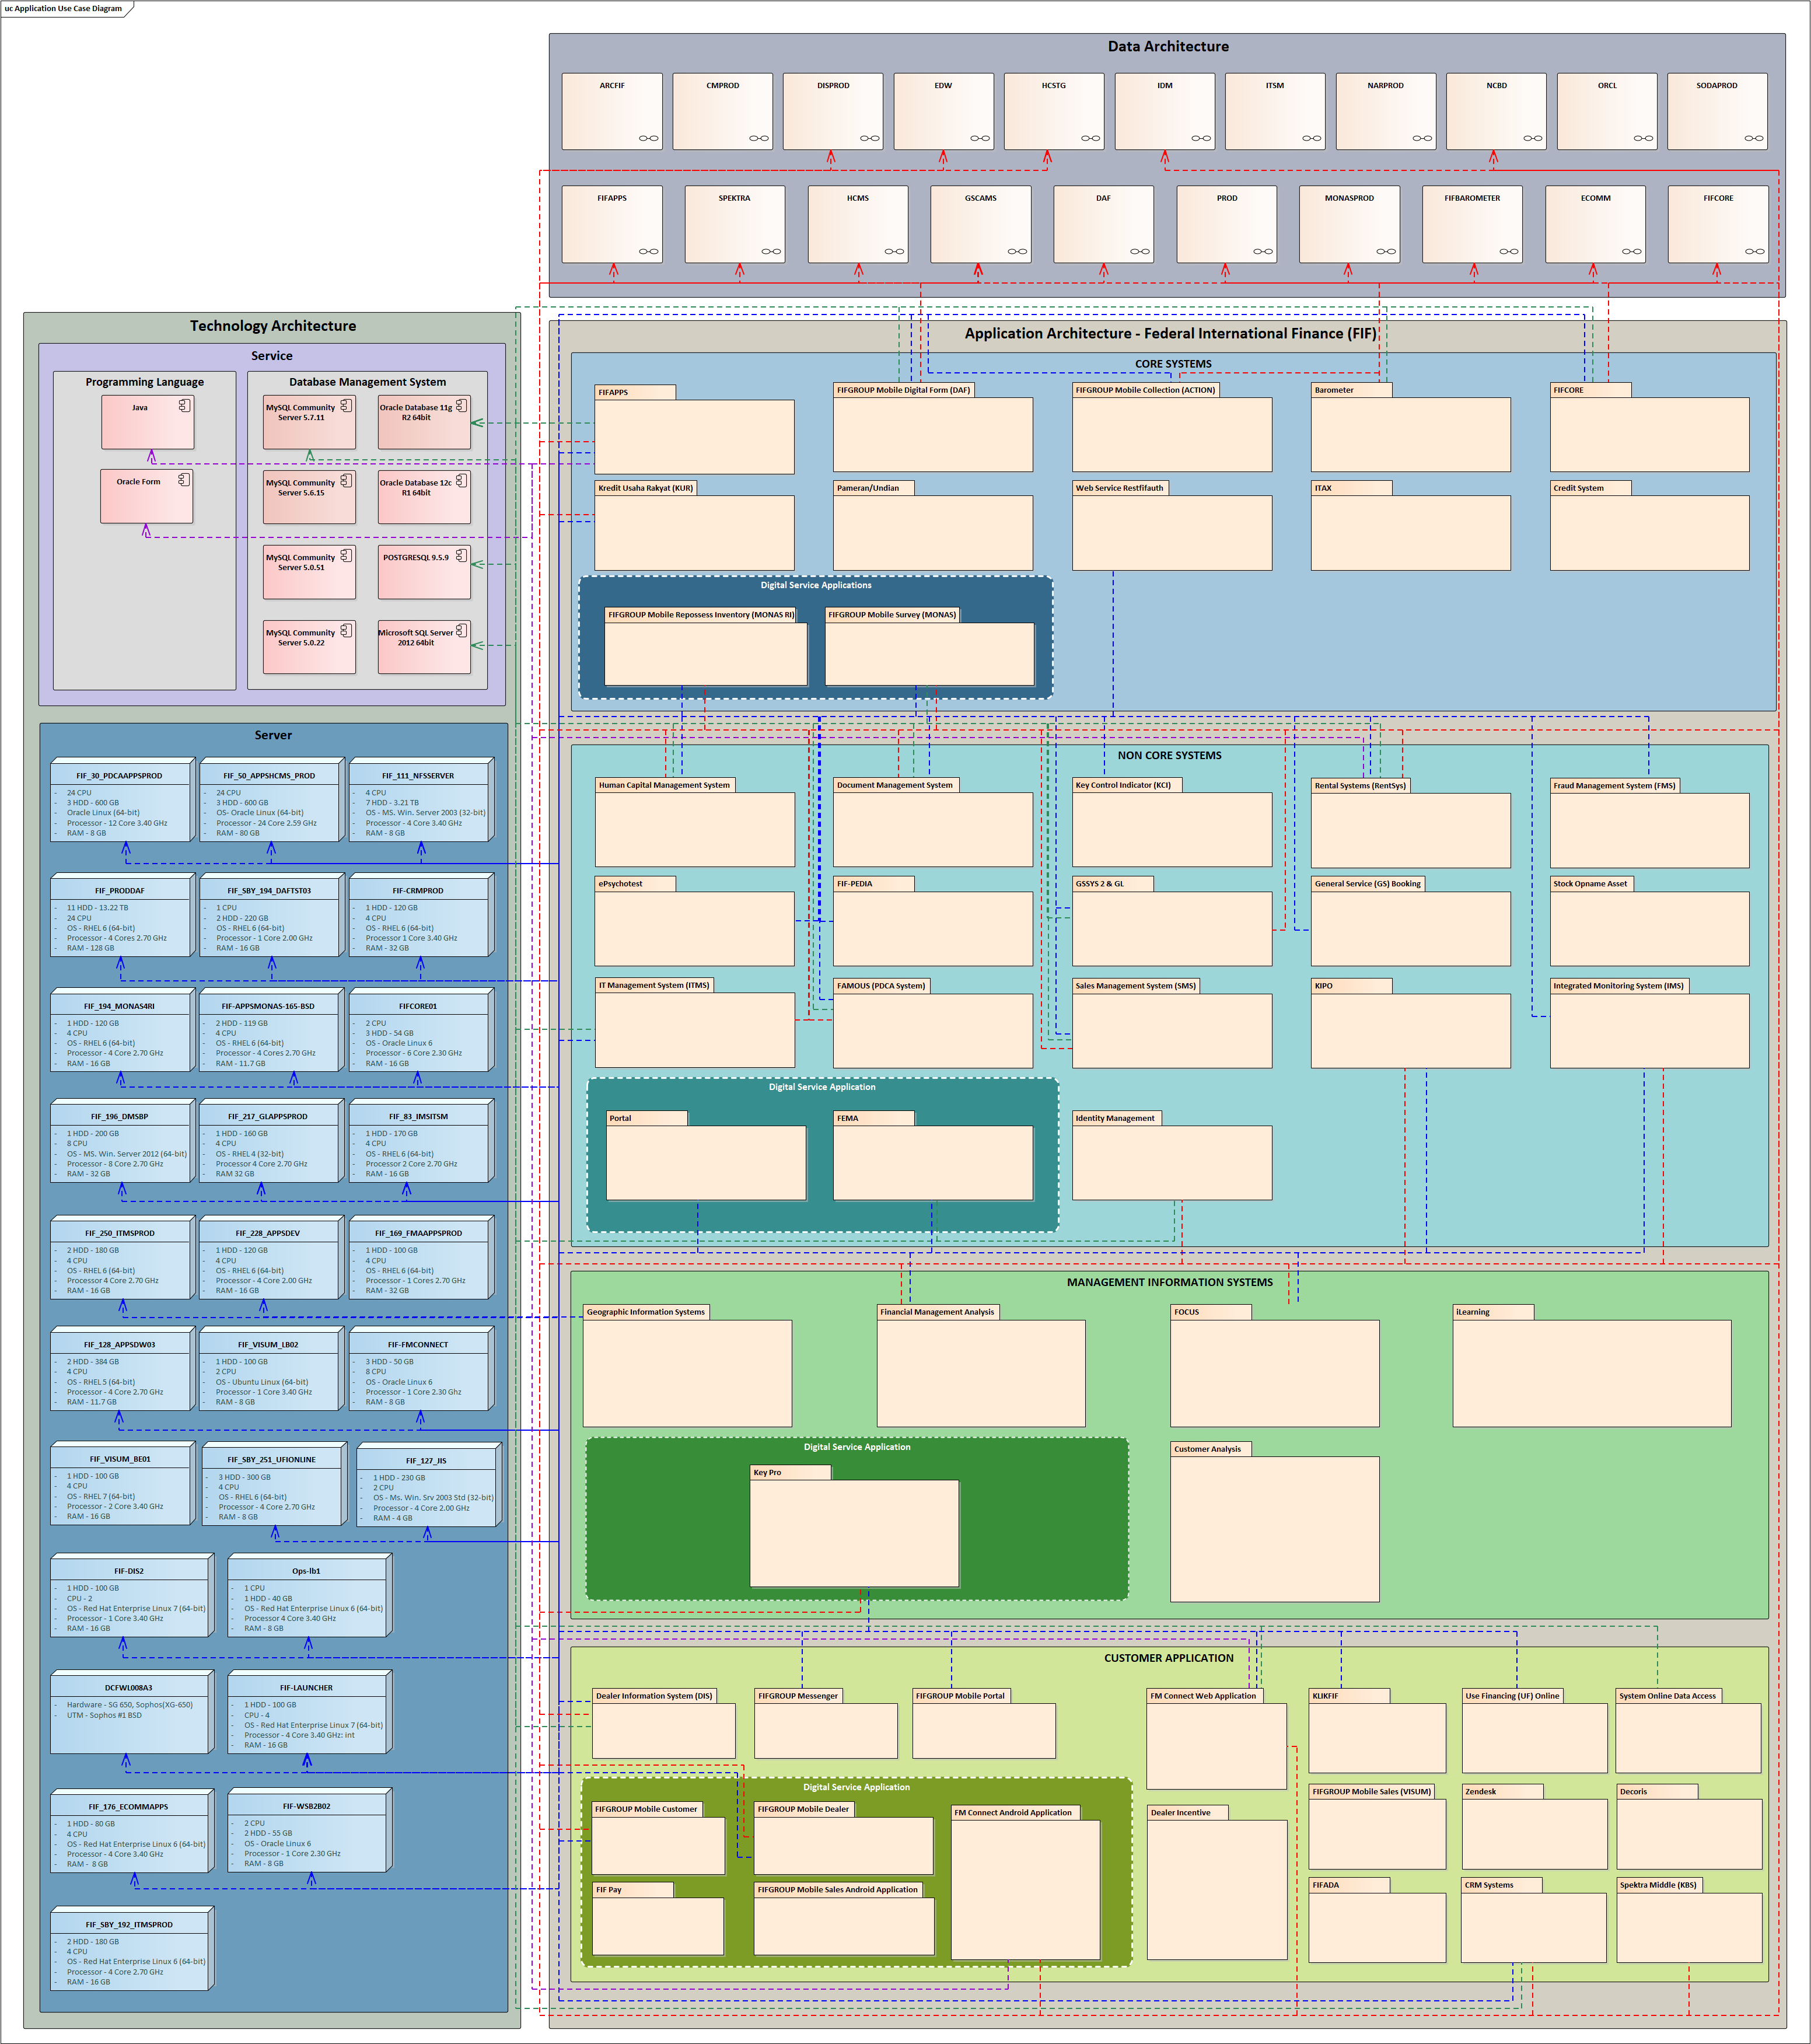 uc Application Use Case Diagram
Data Architecture
ARCFIF
CMPROD
DISPROD
EDW
HCSTG
IDM
ITSM
NARPROD
NCBD
ORCL
SODAPROD
FIFAPPS
SPEKTRA
HCMS
GSCAMS
DAF
PROD
MONASPROD
FIFBAROMETER
ECOMM
FIFCORE
Technology Architecture
Service
Programming Language
Java
Oracle Form
Database Management System
MySQL Community
Server 5.7.11
Oracle Database 11g
R2 64bit
MySQL Community
Server 5.6.15
Oracle Database 12c
R1 64bit
MySQL Community
Server 5.0.51
POSTGRESQL 9.5.9
MySQL Community
Server 5.0.22
Microsoft SQL Server
2012 64bit
Server
FIF_30_PDCAAPPSPROD
- 24 CPU
- 3 HDD - 600 GB
- Oracle Linux (64-bit)
- Processor - 12 Core 3.40 GHz
- RAM - 8 GB
FIF_50_APPSHCMS_PROD
- 24 CPU
- 3 HDD - 600 GB
- OS- Oracle Linux (64-bit)
- Processor - 24 Core 2.59 GHz
- RAM - 80 GB
FIF_111_NFSSERVER
- 4 CPU
- 7 HDD - 3.21 TB
- OS - MS. Win. Server 2003 (32-bit)
- Processor - 4 Core 3.40 GHz
- RAM - 8 GB
FIF_PRODDAF
- 11 HDD - 13.22 TB
- 24 CPU
- OS - RHEL 6 (64-bit)
- Processor - 4 Cores 2.70 GHz
- RAM - 128 GB
FIF_SBY_194_DAFTST03
- 1 CPU
- 2 HDD - 220 GB
- OS - RHEL 6 (64-bit)
- Processor - 1 Core 2.00 GHz
- RAM - 16 GB
FIF-CRMPROD
- 1 HDD - 120 GB
- 4 CPU
- OS - RHEL 6 (64-bit)
- Processor 1 Core 3.40 GHz
- RAM - 32 GB
FIF_194_MONAS4RI
- 1 HDD - 120 GB
- 4 CPU
- OS - RHEL 6 (64-bit)
- Processor - 4 Core 2.70 GHz
- RAM - 16 GB
FIF-APPSMONAS-165-BSD
- 2 HDD - 119 GB
- 4 CPU
- OS - RHEL 6 (64-bit)
- Processor - 4 Cores 2.70 GHz
- RAM - 11.7 GB
FIFCORE01
- 2 CPU
- 3 HDD - 54 GB
- OS - Oracle Linux 6
- Processor - 6 Core 2.30 GHz
- RAM - 16 GB
FIF_196_DMSBP
- 1 HDD - 200 GB
- 8 CPU
- OS - MS. Win. Server 2012 (64-bit)
- Processor - 8 Core 2.70 GHz
- RAM - 32 GB
FIF_217_GLAPPSPROD
- 1 HDD - 160 GB
- 4 CPU
- OS - RHEL 4 (32-bit)
- Processor 4 Core 2.70 GHz
- RAM 32 GB
FIF_83_IMSITSM
- 1 HDD - 170 GB
- 4 CPU
- OS - RHEL 6 (64-bit)
- Processor 2 Core 2.70 GHz
- RAM - 16 GB
FIF_250_ITMSPROD
- 2 HDD - 180 GB
- 4 CPU
- OS - RHEL 6 (64-bit)
- Processor 4 Core 2.70 GHz
- RAM - 16 GB
FIF_228_APPSDEV
- 1 HDD - 120 GB
- 4 CPU
- OS - RHEL 6 (64-bit)
- Processor - 4 Core 2.00 GHz
- RAM - 16 GB
FIF_169_FMAAPPSPROD
- 1 HDD - 100 GB
- 4 CPU
- OS - RHEL 6 (64-bit)
- Processor - 1 Cores 2.70 GHz
- RAM - 32 GB
FIF_128_APPSDW03
- 2 HDD - 384 GB
- 4 CPU
- OS - RHEL 5 (64-bit)
- Processor - 4 Core 2.70 GHz
- RAM - 11.7 GB
FIF_VISUM_LB02
- 1 HDD - 100 GB
- 2 CPU
- OS - Ubuntu Linux (64-bit)
- Processor - 1 Core 3.40 GHz
- RAM - 8 GB
FIF-FMCONNECT
- 3 HDD - 50 GB
- 8 CPU
- OS - Oracle Linux 6
- Processor - 1 Core 2.30 Ghz
- RAM - 8 GB
FIF_VISUM_BE01
- 1 HDD - 100 GB
- 4 CPU
- OS - RHEL 7 (64-bit)
- Processor - 2 Core 3.40 GHz
- RAM - 16 GB
FIF_SBY_251_UFIONLINE
- 3 HDD - 300 GB
- 4 CPU
- OS - RHEL 6 (64-bit)
- Processor - 4 Core 2.70 GHz
- RAM - 8 GB
FIF_127_JIS
- 1 HDD - 230 GB
- 2 CPU
- OS - Ms. Win. Srv 2003 Std (32-bit)
- Processor - 4 Core 2.00 GHz
- RAM - 4 GB
FIF-DIS2
- 1 HDD - 100 GB
- CPU - 2
- OS - Red Hat Enterprise Linux 7 (64-bit)
- Processor - 1 Core 3.40 GHz
- RAM - 16 GB
Ops-lb1
- 1 CPU
- 1 HDD - 40 GB
- OS - Red Hat Enterprise Linux 6 (64-bit)
- Processor 4 Core 3.40 GHz
- RAM - 8 GB
DCFWL008A3
- Hardware - SG 650, Sophos(XG-650)
- UTM - Sophos #1 BSD
FIF-LAUNCHER
- 1 HDD - 100 GB
- CPU - 4
- OS - Red Hat Enterprise Linux 7 (64-bit)
- Processor - 4 Core 3.40 GHz: int
- RAM - 16 GB
FIF_176_ECOMMAPPS
- 1 HDD - 80 GB
- 4 CPU
- OS - Red Hat Enterprise Linux 6 (64-bit)
- Processor - 4 Core 3.40 GHz
- RAM - 8 GB
FIF-WSB2B02
- 2 CPU
- 2 HDD - 55 GB
- OS - Oracle Linux 6
- Processor - 1 Core 2.30 GHz
- RAM - 8 GB
FIF_SBY_192_ITMSPROD
- 2 HDD - 180 GB
- 4 CPU
- OS - Red Hat Enterprise Linux 6 (64-bit)
- Processor - 4 Core 2.70 GHz
- RAM - 16 GB
Application Architecture - Federal International Finance (FIF)
CORE SYSTEMS
FIFAPPS
FIFGROUP Mobile Digital Form (DAF)
FIFGROUP Mobile Collection (ACTION)
Barometer
FIFCORE
Kredit Usaha Rakyat (KUR)
Pameran/Undian
Web Service Restfifauth
ITAX
Credit System
Digital Service Applications
FIFGROUP Mobile Repossess Inventory (MONAS RI)
FIFGROUP Mobile Survey (MONAS)
NON CORE SYSTEMS
Human Capital Management System
Document Management System
Key Control Indicator (KCI)
Rental Systems (RentSys)
Fraud Management System (FMS)
ePsychotest
FIF-PEDIA
GSSYS 2 & GL
General Service (GS) Booking
Stock Opname Asset
IT Management System (ITMS)
FAMOUS (PDCA System)
Sales Management System (SMS)
KIPO
Integrated Monitoring System (IMS)
Digital Service Application
Portal
FEMA
Identity Management
MANAGEMENT INFORMATION SYSTEMS
Geographic Information Systems
Financial Management Analysis
FOCUS
iLearning
Digital Service Application
Key Pro
Customer Analysis
CUSTOMER APPLICATION
Dealer Information System (DIS)
FIFGROUP Messenger
FIFGROUP Mobile Portal
FM Connect Web Application
KLIKFIF
Use Financing (UF) Online
System Online Data Access
Digital Service Application
FIFGROUP Mobile Customer
FIFGROUP Mobile Dealer
FM Connect Android Application
Dealer Incentive
FIFGROUP Mobile Sales (VISUM)
Zendesk
Decoris
FIF Pay
FIFGROUP Mobile Sales Android Application
FIFADA
CRM Systems
Spektra Middle (KBS)